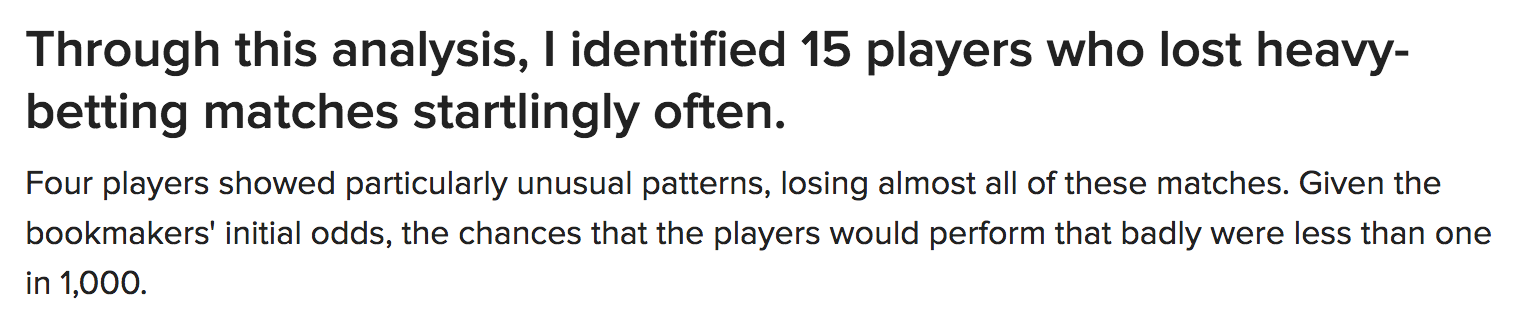 Through this analysis, I identified 15 players who lost heavy-
betting matches startlingly often.
Four players showed particularly unusual patterns, losing almost all of these matches. Given the
bookmakers' initial odds, the chances that the players would perform that badly were less than one
in 1,000.